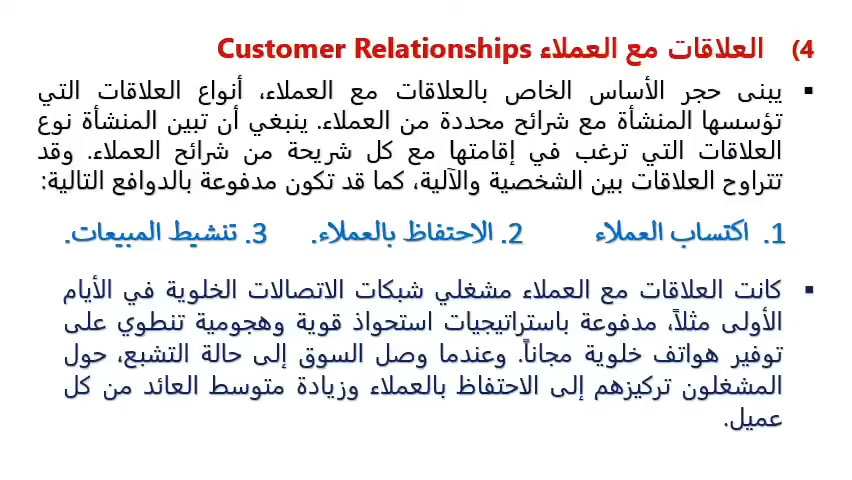 4) العلاقات مع العملاء Customer Relationships
▪ يبنى حجر الأساس الخاص بالعلاقات مع العملاء، أنواع العلاقات التي
تؤسسها المنشأة مع شرائح محددة من العملاء. ينبغي أن تبين المنشأة نوع
العلاقات التي ترغب في إقامتها مع كل شريحة من شرائح العملاء. وقد
تتراوح العلاقات بين الشخصية والآلية، كما قد تكون مدفوعة بالدوافع التالية:
1. اكتساب العملاء 2. الاحتفاظ بالعملاء. 3. تنشيط المبيعات.
▪ كانت العلاقات مع العملاء مشغلي شبكات الاتصالات الخلوية في الأيام
الأولى مثلاً، مدفوعة باستراتيجيات استحواذ قوية وهجومية تنطوي على
توفير هواتف خلوية مجاناً. وعندما وصل السوق إلى حالة التشبع، حول
المشغلون تركيزهم إلى الاحتفاظ بالعملاء وزيادة متوسط العائد من كل
عميل.